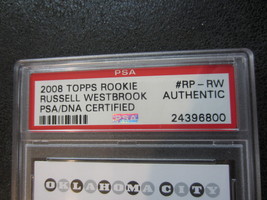 PSA
2008 TOPPS ROOKIE #RP-RW
RUSSELL WESTBROOK AUTHENTIC
PSA/DNA CERTIFIED 24396800
OKLAHOMA CITY